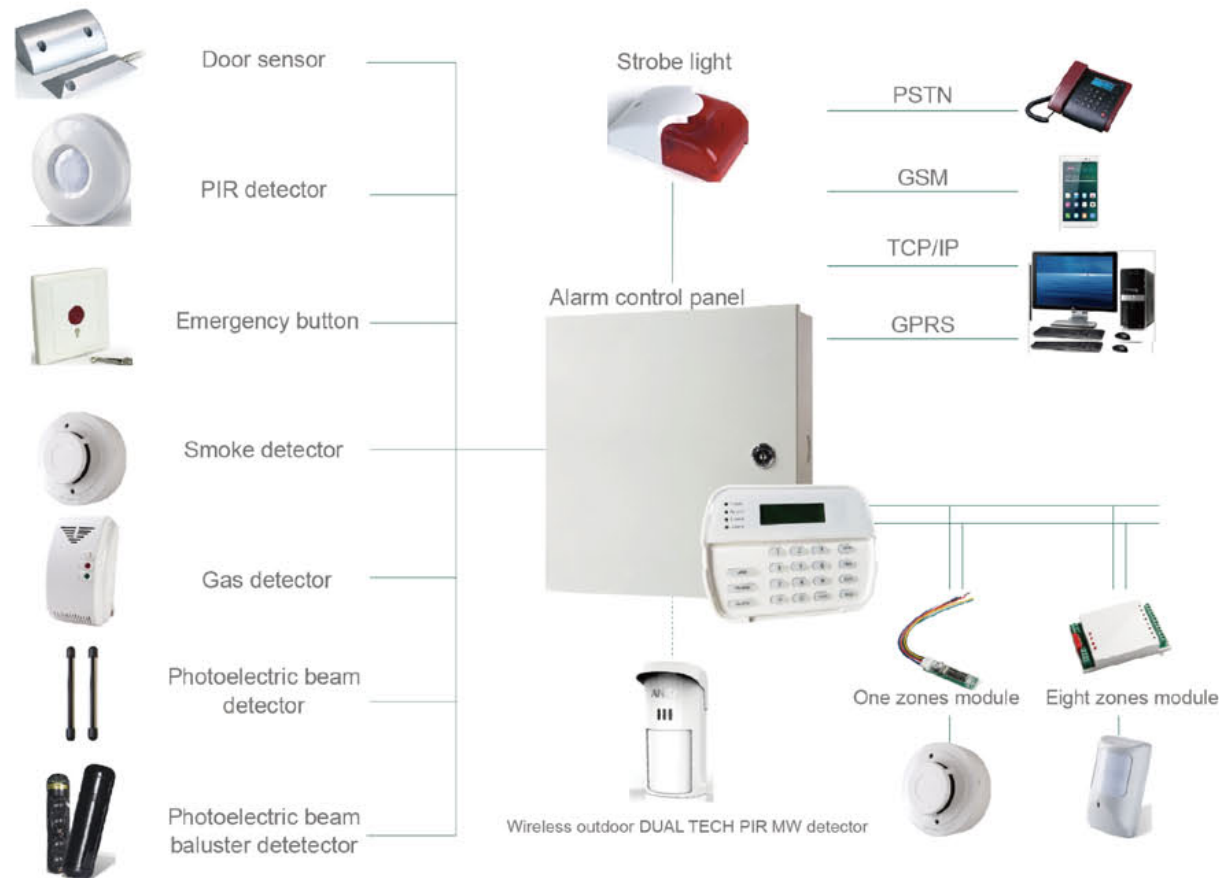 Door sensor
PIR detector
Emergency button
Smoke detector
Gas detector
Photoelectric beam
detector
Photoelectric beam
baluster detetector
Strobe light
Alarm control panel
Wireless outdoor DUAL TECH PIR MW detector
PSTN
GSM
TCP/IP
GPRS
One zones module
Eight zones module